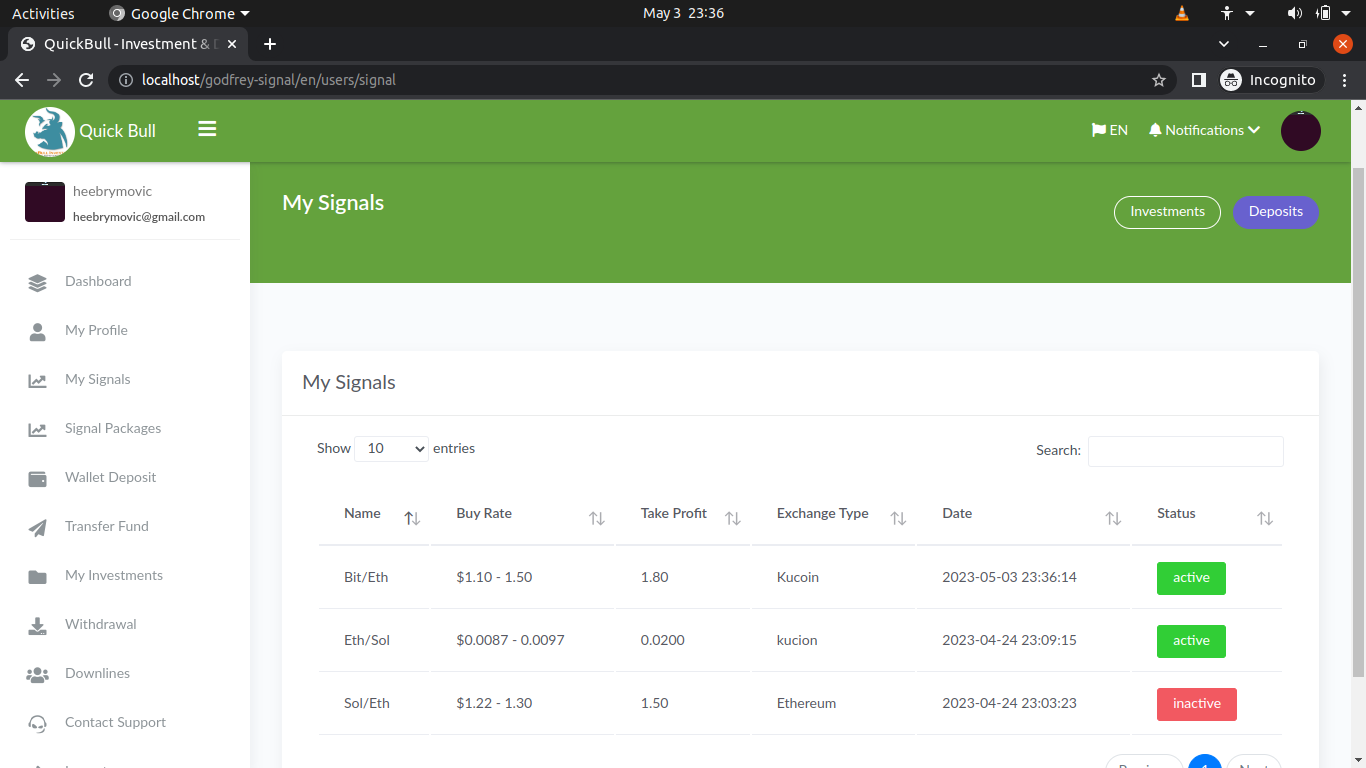 Activities Google Chrome May 3 23:36
QuickBull - Investment &
localhost/godfrey-signal/en/users/signal Incognito
Quick Bull EN Notifications
heebrymovic
heebrymovic@gmail.com
My Signals Investments Deposits
Dashboard
My Profile
My Signals
Signal Packages
Wallet Deposit
Transfer Fund
My Investments
Withdrawal
Downlines
Contact Support
My Signals
Show 10 entries Search:
Name Buy Rate Take Profit Exchange Type Date Status
Bit/Eth $1.10 - 1.50 1.80 Kucoin 2023-05-03 23:36:14 active
Eth/Sol $0.0087 - 0.0097 0.0200 kucion 2023-04-24 23:09:15 active
Sol/Eth $1.22 - 1.30 1.50 Ethereum 2023-04-24 23:03:23 inactive